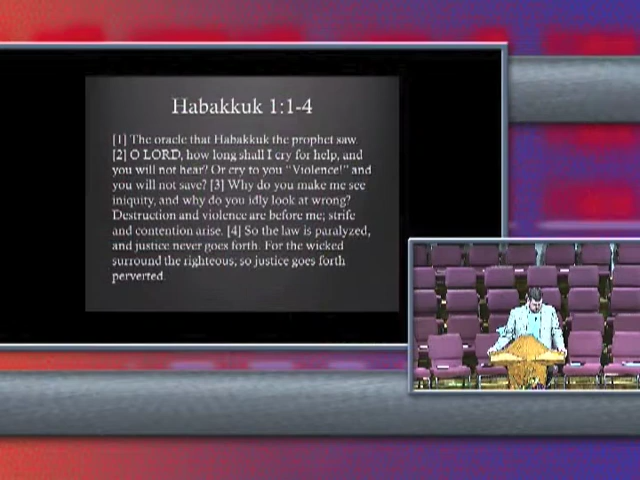 Habakkuk 1:1-4
[1] The oracle that Habakkuk the prophet saw.
[2] O LORD, how long shall I cry for help, and
you will not hear? Or cry to you "Violence!" and
you will not save? [3] Why do you make me see
iniquity, and why do you idly look at wrong?
Destruction and violence are before me; strife
and contention arise. [4] So the law is paralyzed,
and justice never goes forth. For the wicked
surround the righteous; so justice goes forth
perverted.